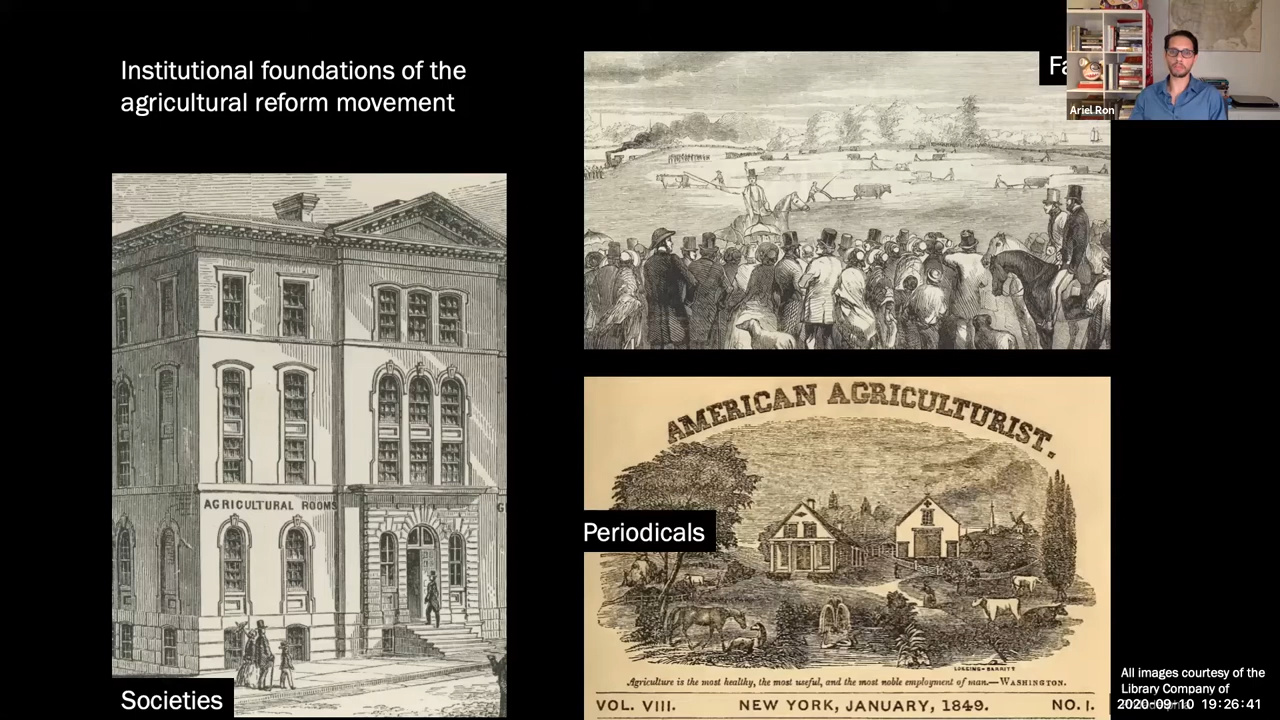 Institutional foundations of the
agricultural reform movement
Ariel Ron
AGRICULTURAL ROOMS
Societies
AMERICAN AGRICULTURIST.
Periodicals
LOSSING-BARRITT
Agriculture is the most healthy, the most useful, and the most noble employment of man.—WASHINGTON.
VOL. VIII. NEW YORK, JANUARY, 1849. NO. I.
All images courtesy of the
Library Company of
2020-09-10 19:26:41